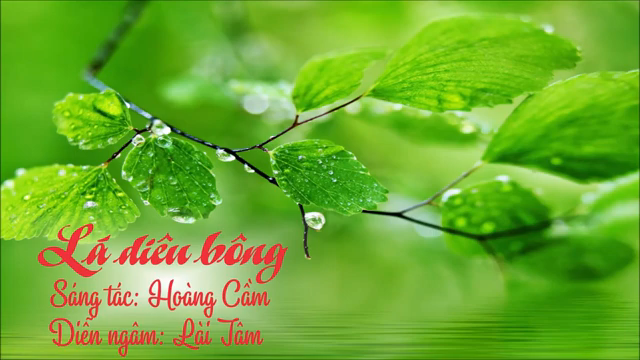 Lá diêu bông
Sáng tác: Hoàng Cầm
Diễn ngâm: Lài Tâm